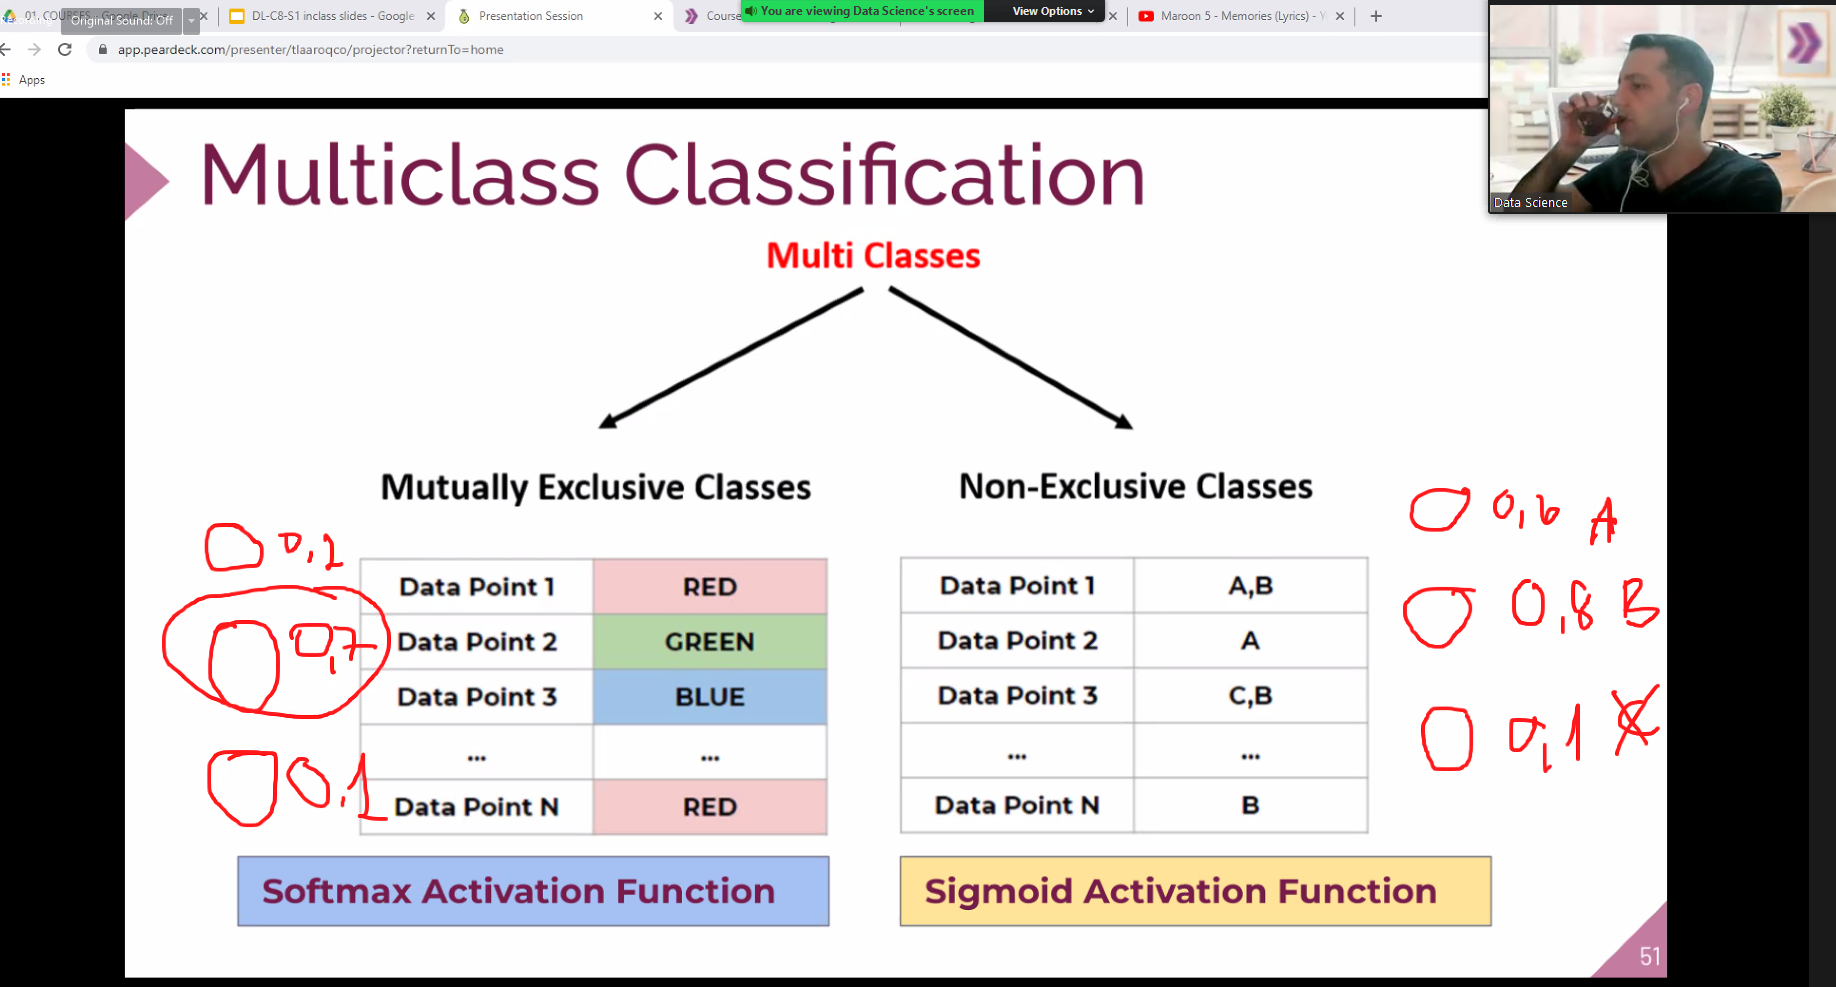 01. COURSES - Google Drive
Original Sound: Off
DL-C8-S1 inclass slides - Google
Presentation Session
Cours
You are viewing Data Science's screen
View Options
Maroon 5 - Memories (Lyrics) - Y
app.peardeck.com/presenter/tlaaroqco/projector?returnTo=home
Apps
Data Science
Multiclass Classification
Multi Classes
Mutually Exclusive Classes
Non-Exclusive Classes
0,2
0,7
0,1
Data Point 1 RED
Data Point 2 GREEN
Data Point 3 BLUE
... ...
Data Point N RED
Data Point 1 A,B
Data Point 2 A
Data Point 3 C,B
... ...
Data Point N B
0,6 A
0,8 B
0,1
Softmax Activation Function
Sigmoid Activation Function
51